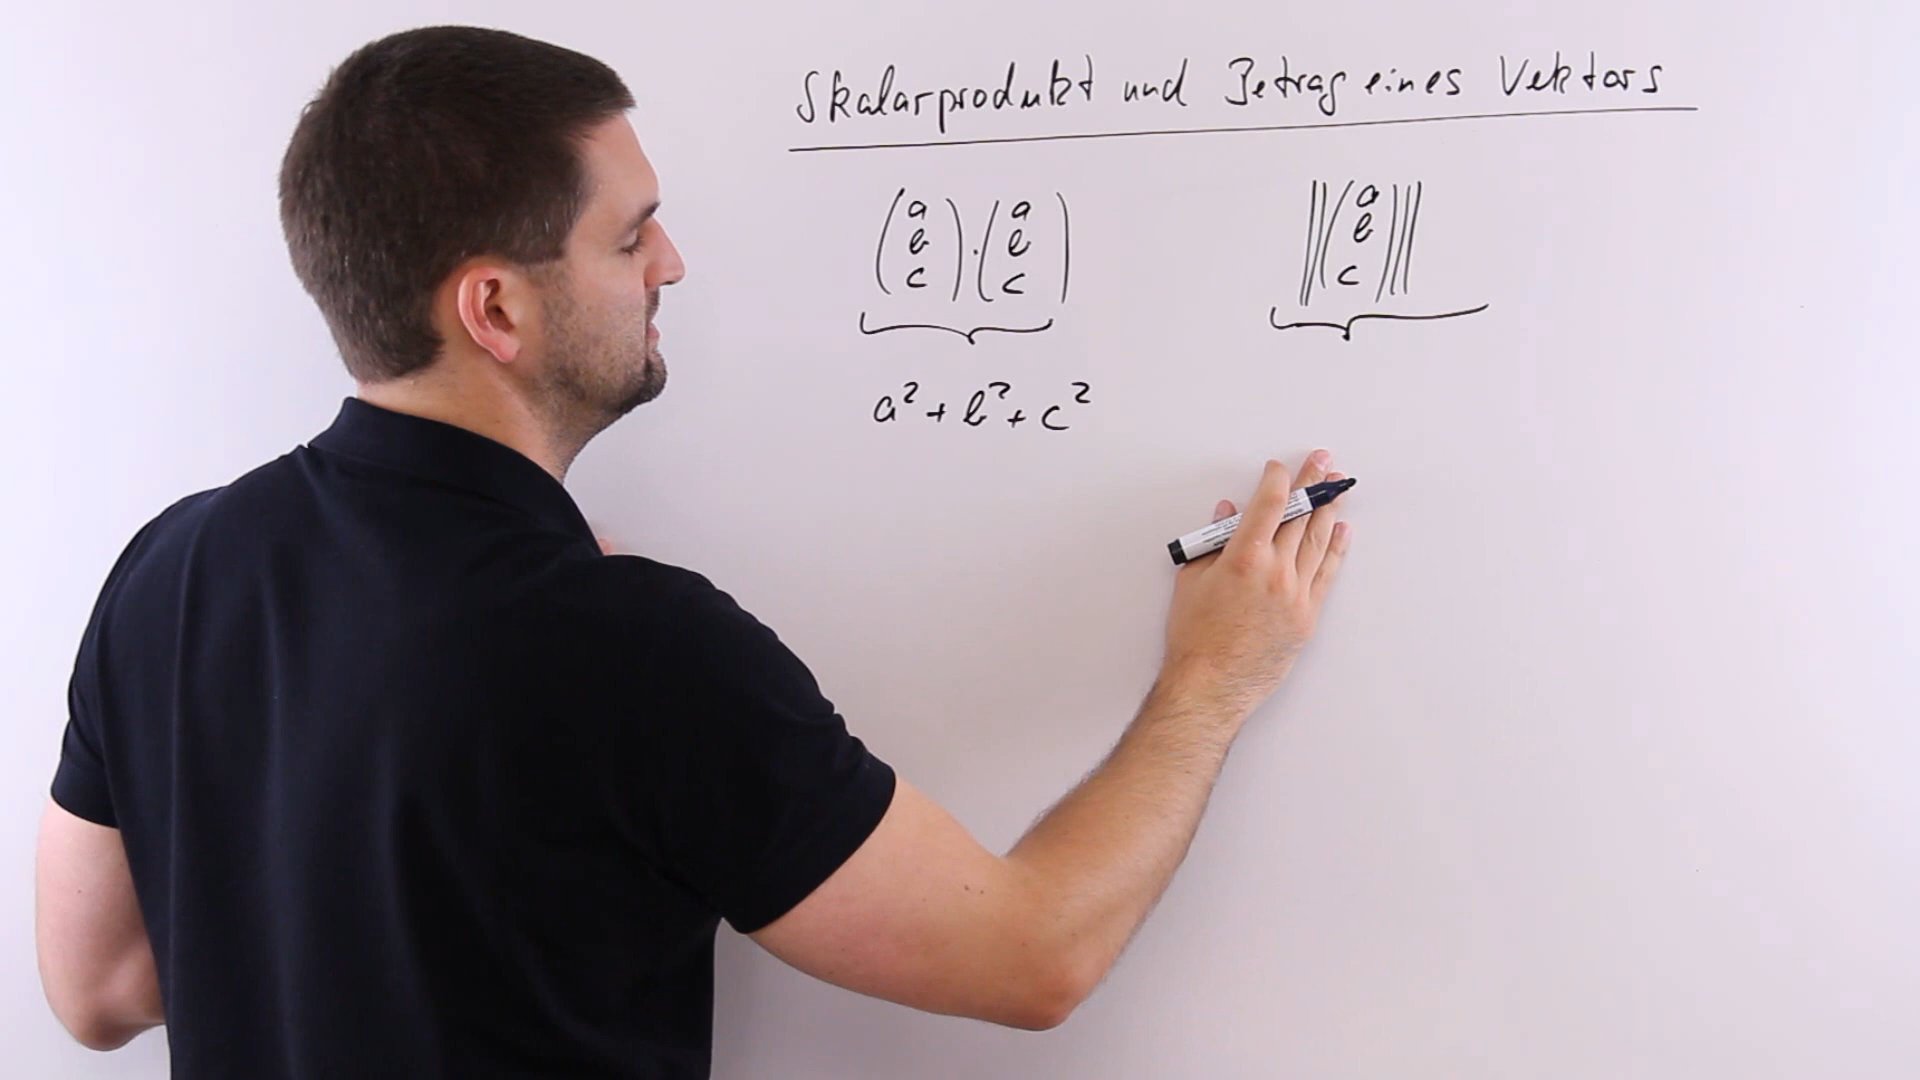 Skalarprodukt und Betrag eines Vektors
(a b c) · (a b c)
||(a b c)||
a² + b² + c²